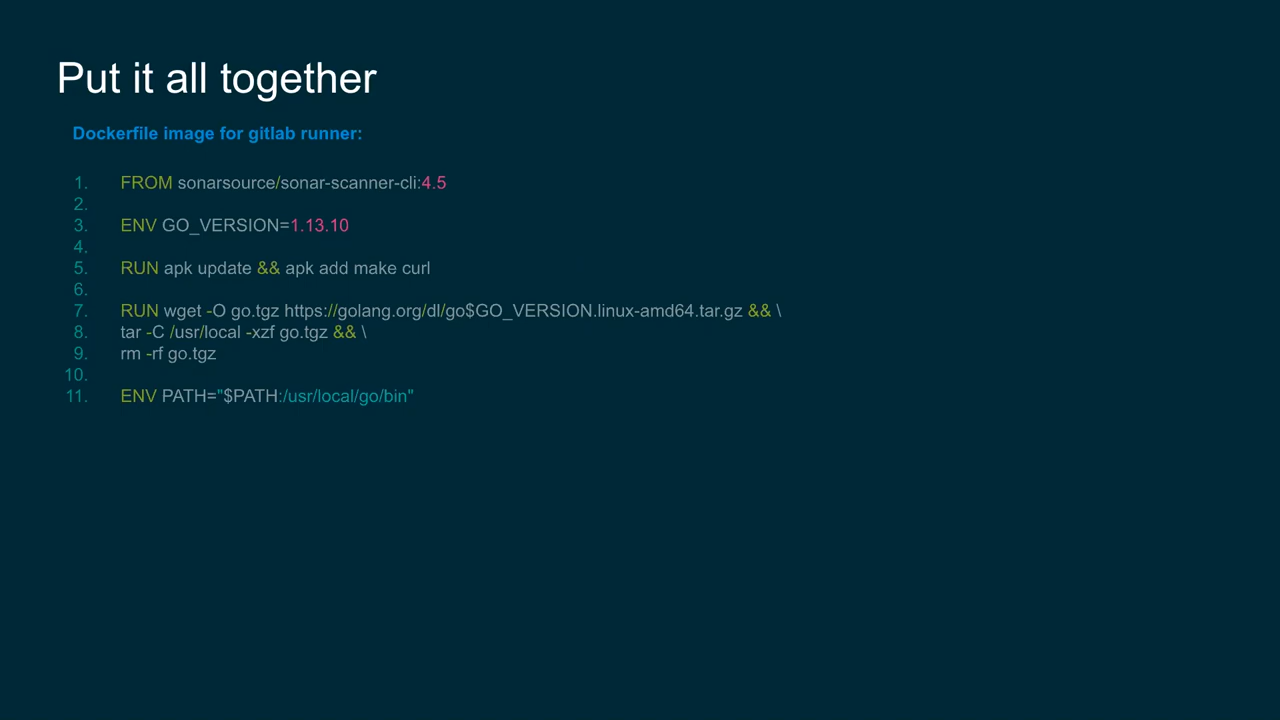 Put it all together
Dockerfile image for gitlab runner:
1. FROM sonarsource/sonar-scanner-cli:4.5
2.
3. ENV GO_VERSION=1.13.10
4.
5. RUN apk update && apk add make curl
6.
7. RUN wget -O go.tgz https://golang.org/dl/go$GO_VERSION.linux-amd64.tar.gz && \
8. tar -C /usr/local -xzf go.tgz && \
9. rm -rf go.tgz
10.
11. ENV PATH="$PATH:/usr/local/go/bin"